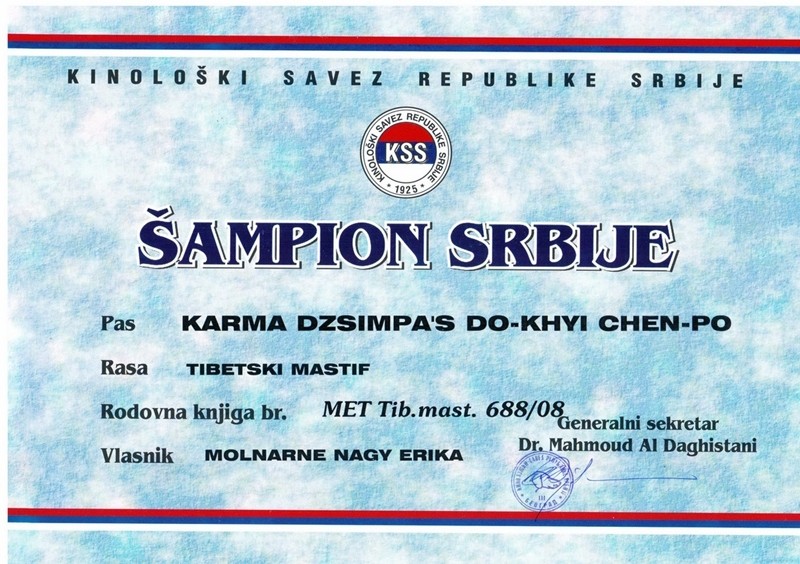 KINOLOŠKI SAVEZ REPUBLIKE SRBIJE
KINOLOŠKI SAVEZ REPUBLIKE SRBIJE
KSS
1925
ŠAMPION SRBIJE
Pas KARMA DZSIMPA'S DO-KHYI CHEN-PO
Rasa TIBETSKI MASTIF
Rodovna knjiga br. MET Tib.mast. 688/08
Generalni sekretar
Dr. Mahmoud Al Daghistani
Vlasnik MOLNARNE NAGY ERIKA
III
БЕОГРАД